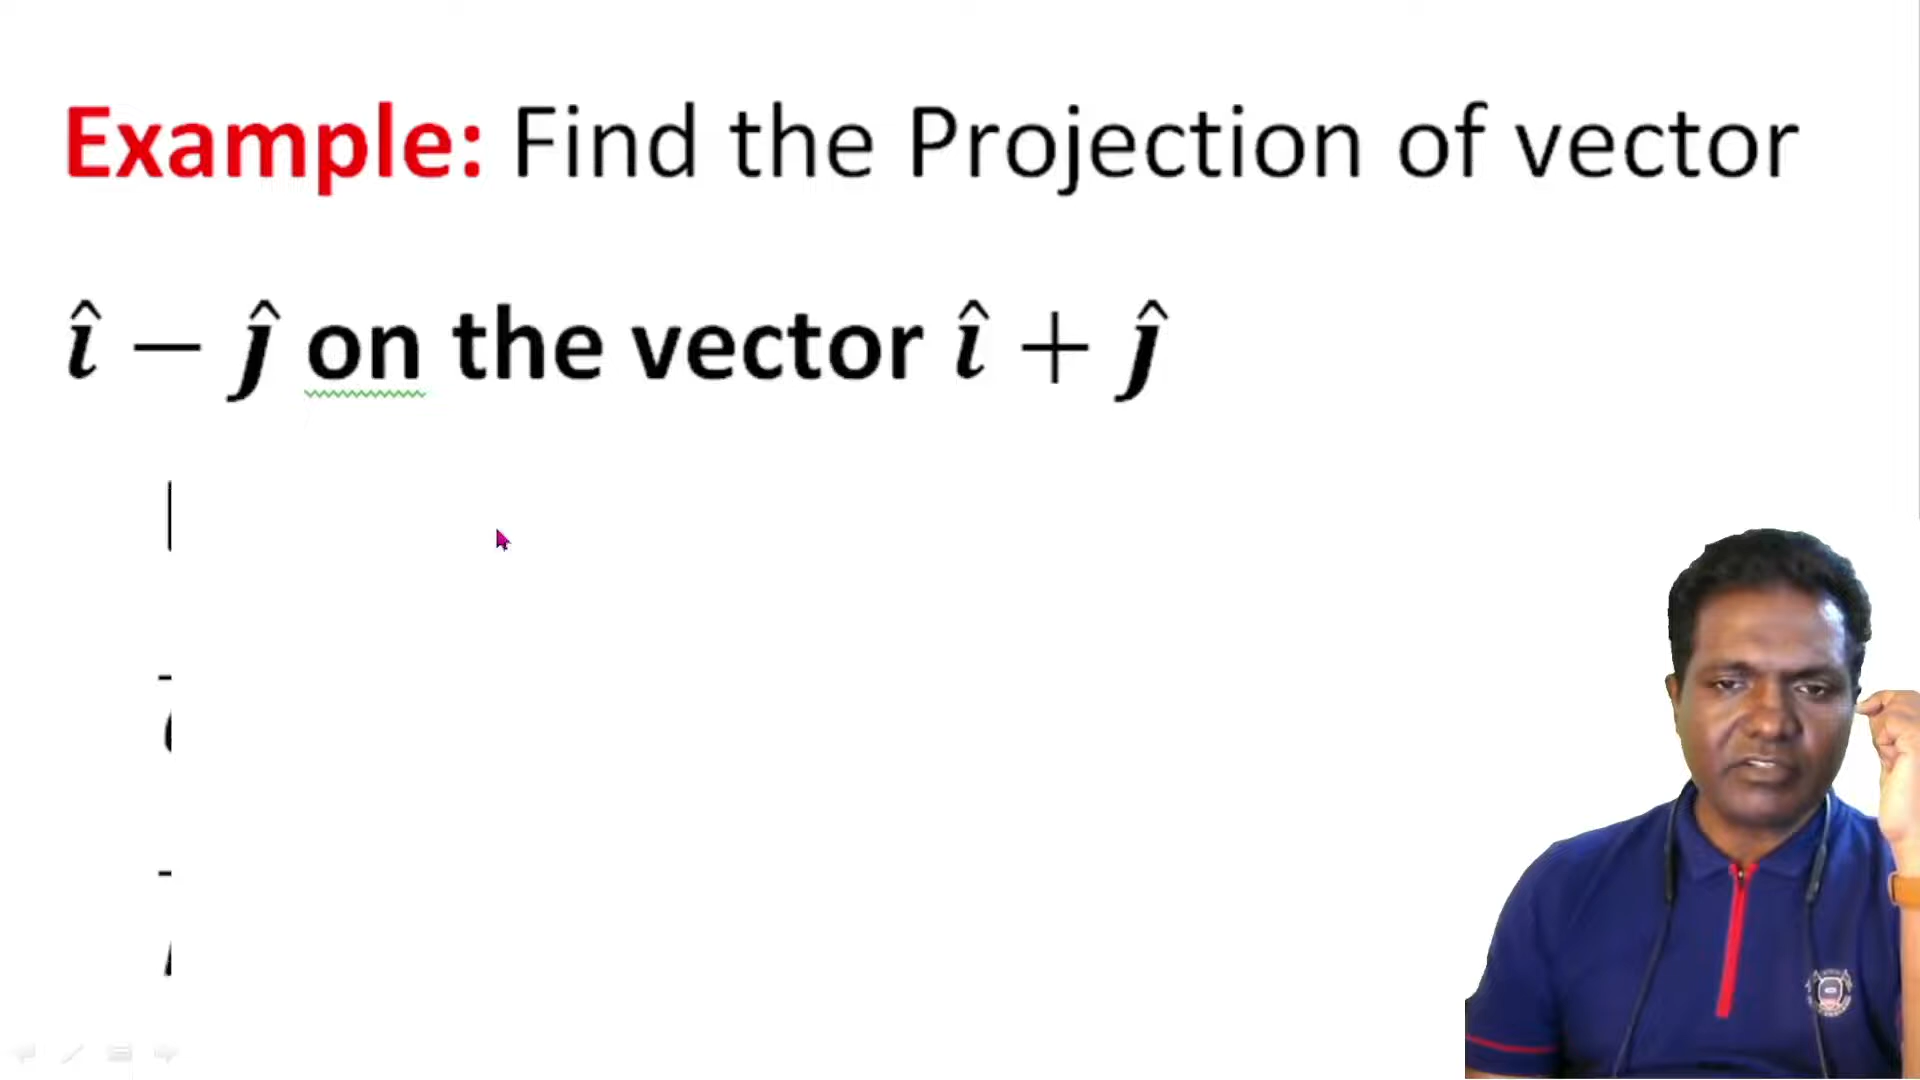 Example: Find the Projection of vector
î − ĵ on the vector î + ĵ